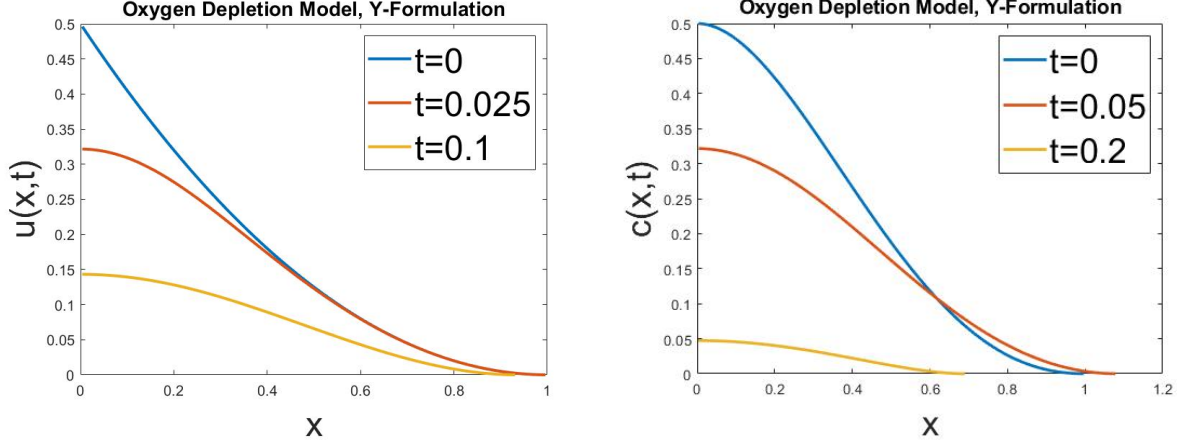 Oxygen Depletion Model, Y-Formulation
0.5
0.45
0.4
0.35
0.3
0.25
0.2
0.15
0.1
0.05
0
u(x,t)
t=0
t=0.025
t=0.1
0 0.2 0.4 0.6 0.8 1
x
Oxygen Depletion Model, Y-Formulation
0.5
0.45
0.4
0.35
0.3
0.25
0.2
0.15
0.1
0.05
0
c(x,t)
t=0
t=0.05
t=0.2
0 0.2 0.4 0.6 0.8 1 1.2
x